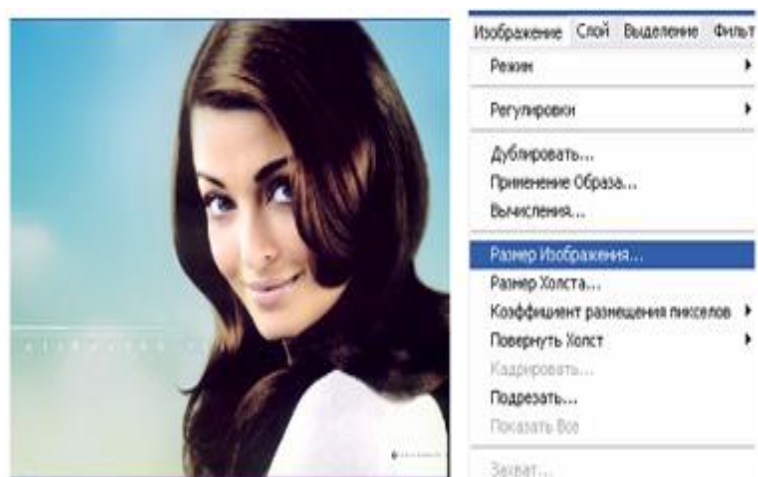 Изображение Слой Выделение Фильт
Режим
Регулировки
Дублировать...
Применение Образа...
Вычисления...
Размер Изображения...
Размер Холста...
Коэффициент размещения пикселов
Повернуть Холст
Кадрировать...
Подрезать...
Показать Все
Захват...